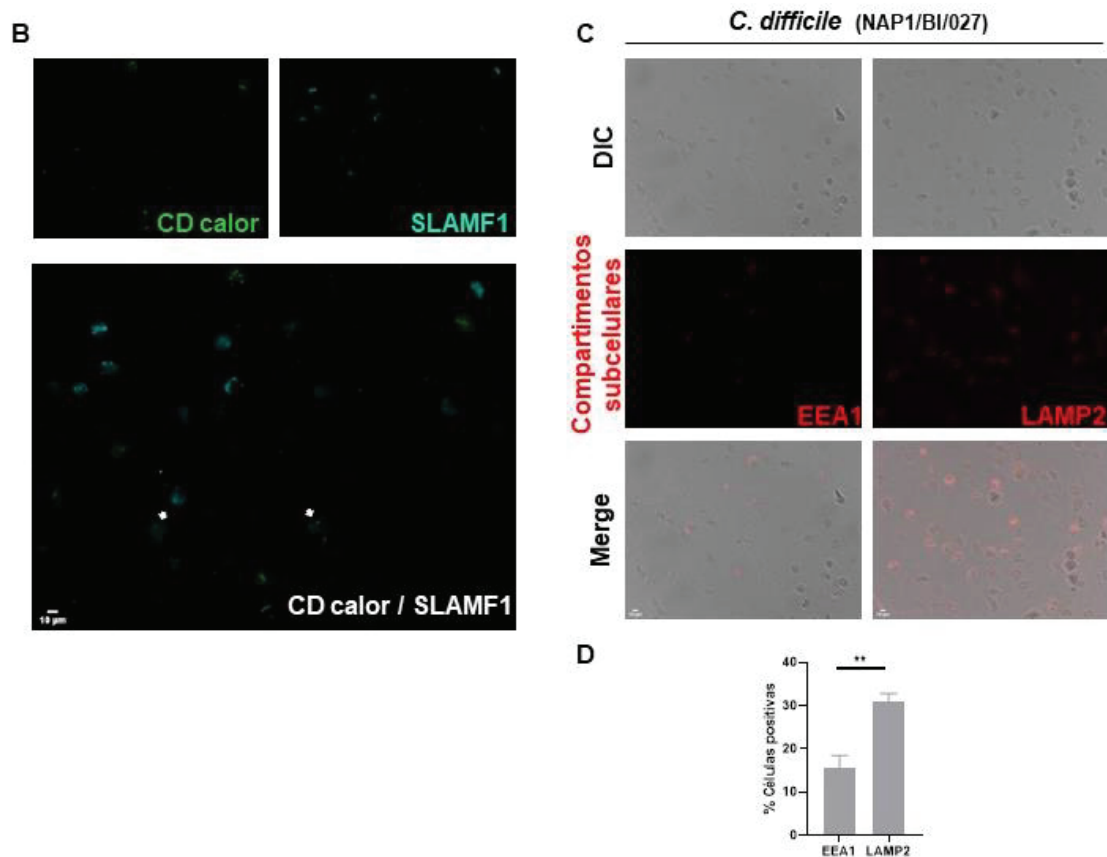 B
CD calor
SLAMF1
CD calor / SLAMF1
10 µm
C
C. difficile (NAP1/BI/027)
DIC
Compartimentos
subcelulares
EEA1
LAMP2
Merge
D
% Células positivas
40
30
20
10
0
**
EEA1
LAMP2